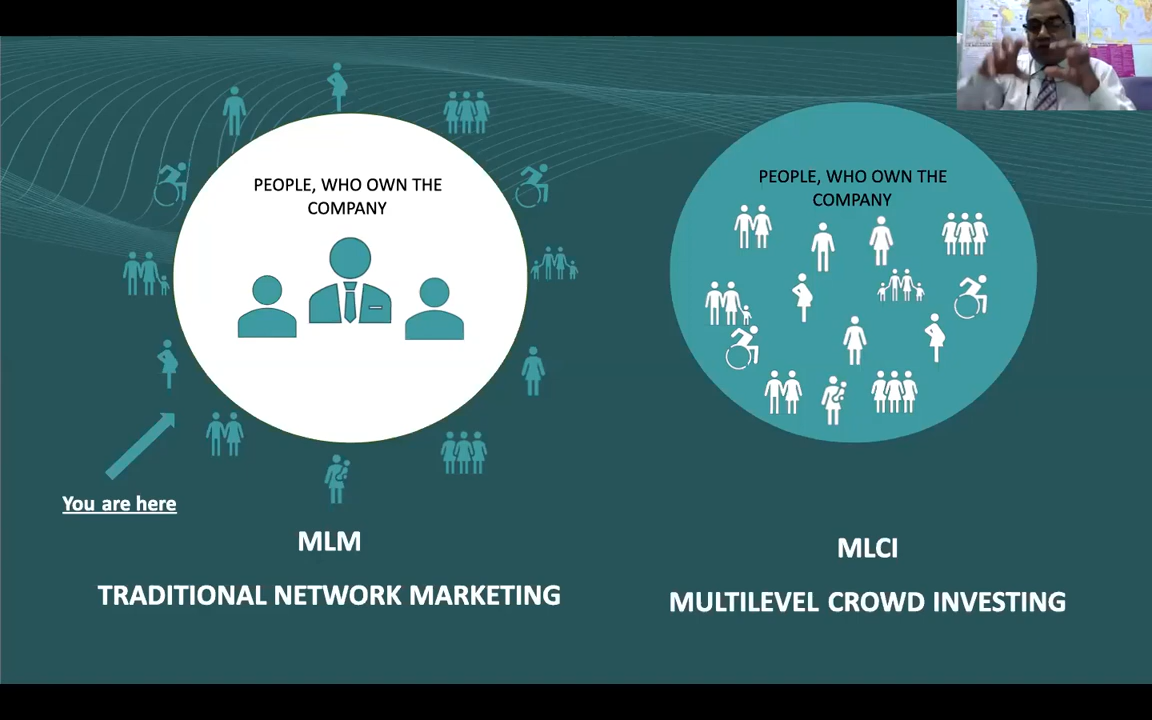 PEOPLE, WHO OWN THE
COMPANY
You are here
MLM
TRADITIONAL NETWORK MARKETING
PEOPLE, WHO OWN THE
COMPANY
MLCI
MULTILEVEL CROWD INVESTING